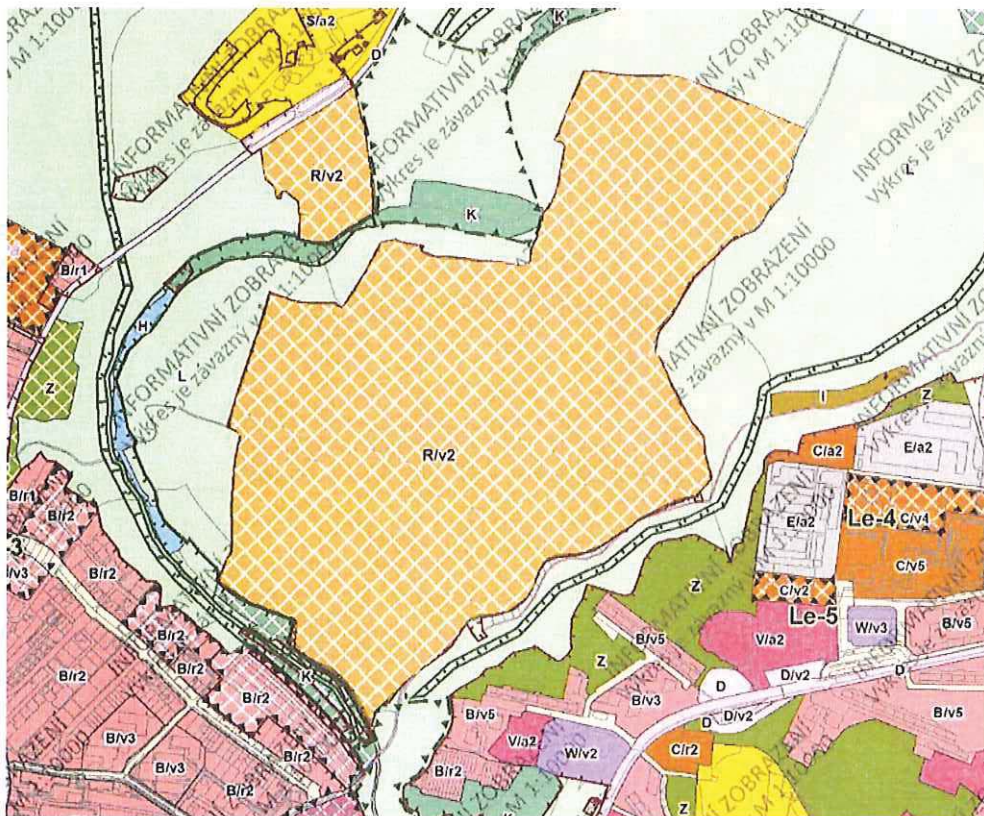 S/a2
K
D
INFORMATIVNÍ ZOBRAZENÍ
Výkres je závazný v M 1:10000
R/v2
K
B/r1
H
L
Z
R/v2
I
Z
C/a2
E/a2
B/r1
B/r2
E/a2
Le-4
C/v4
C/v5
B/r2
Z
C/v2
Le-5
B/r2
B/v5
V/a2
W/v3
B/v5
B/r2
B/r2
Z
D/v2
D
B/r2
K
B/v3
D
D
D/v2
B/v5
B/v5
B/v3
V/a2
W/v2
C/r2
B/v3
B/r2
B/r2
B/r2
Z